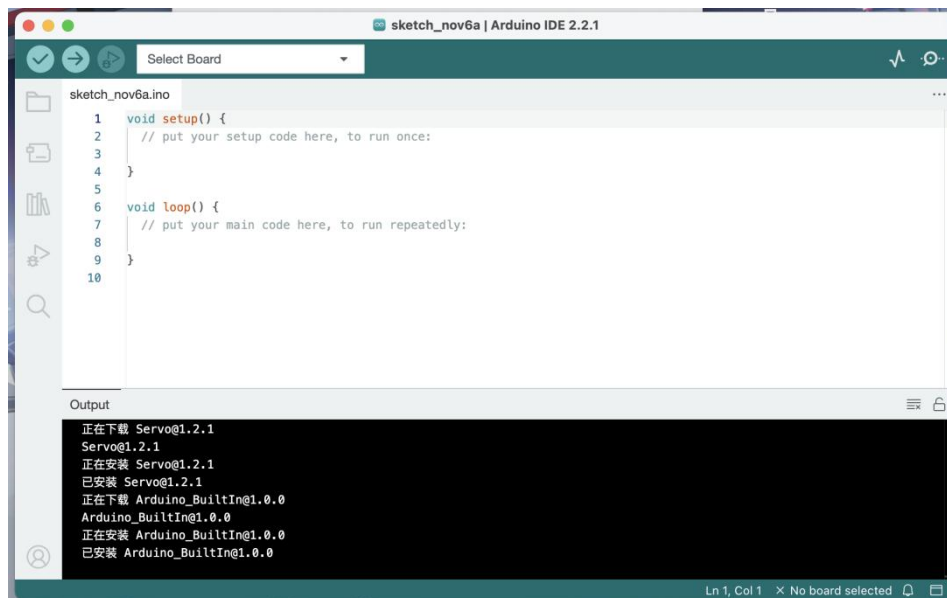 sketch_nov6a | Arduino IDE 2.2.1
Select Board
sketch_nov6a.ino
1 void setup() {
2 // put your setup code here, to run once:
3
4 }
5
6 void loop() {
7 // put your main code here, to run repeatedly:
8
9 }
10
Output
正在下载 Servo@1.2.1
Servo@1.2.1
正在安装 Servo@1.2.1
已安装 Servo@1.2.1
正在下载 Arduino_BuiltIn@1.0.0
Arduino_BuiltIn@1.0.0
正在安装 Arduino_BuiltIn@1.0.0
已安装 Arduino_BuiltIn@1.0.0
Ln 1, Col 1 × No board selected